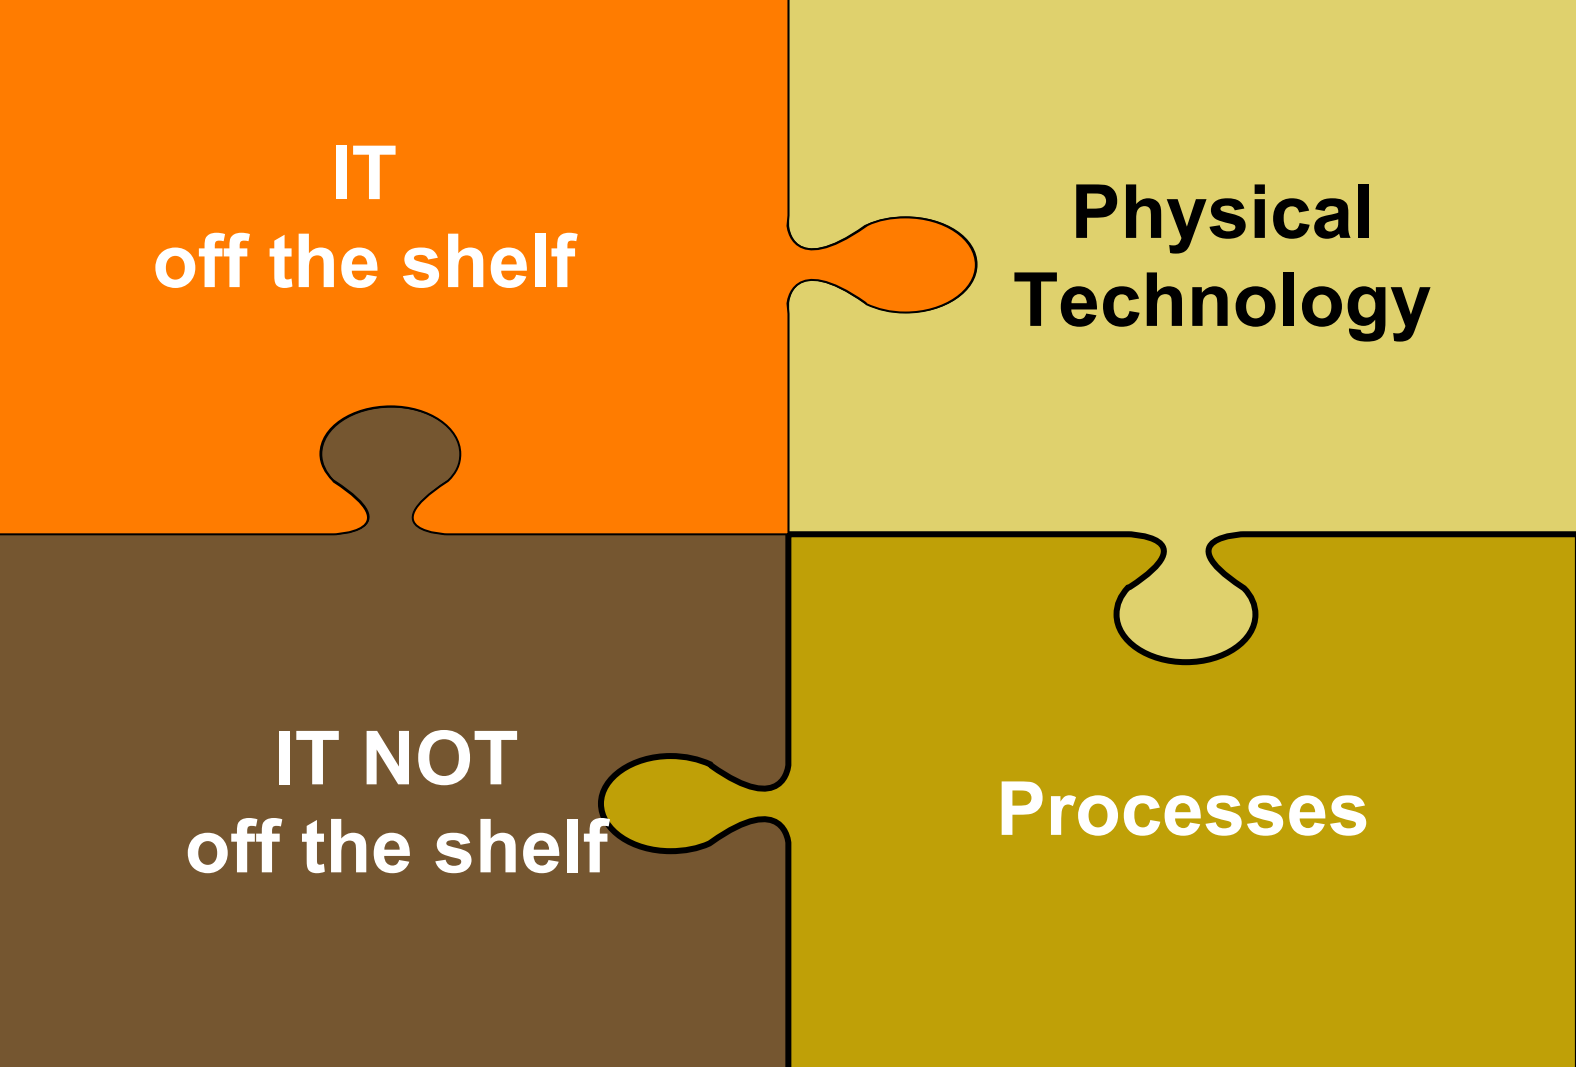 IT
off the shelf
Physical
Technology
IT NOT
off the shelf
Processes